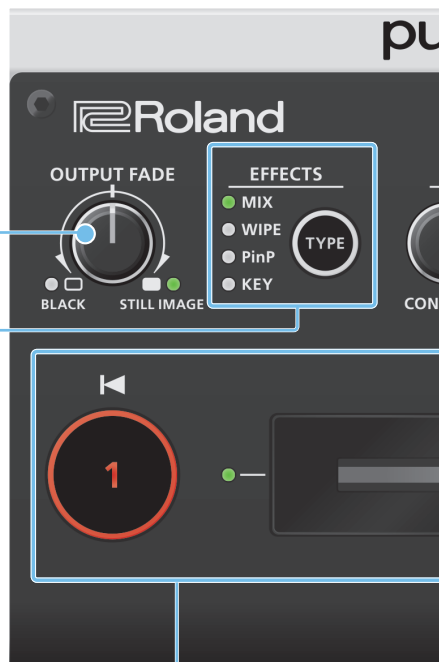 pu
Roland
OUTPUT FADE
EFFECTS
MIX
WIPE
PinP
KEY
TYPE
BLACK
STILL IMAGE
CON
1